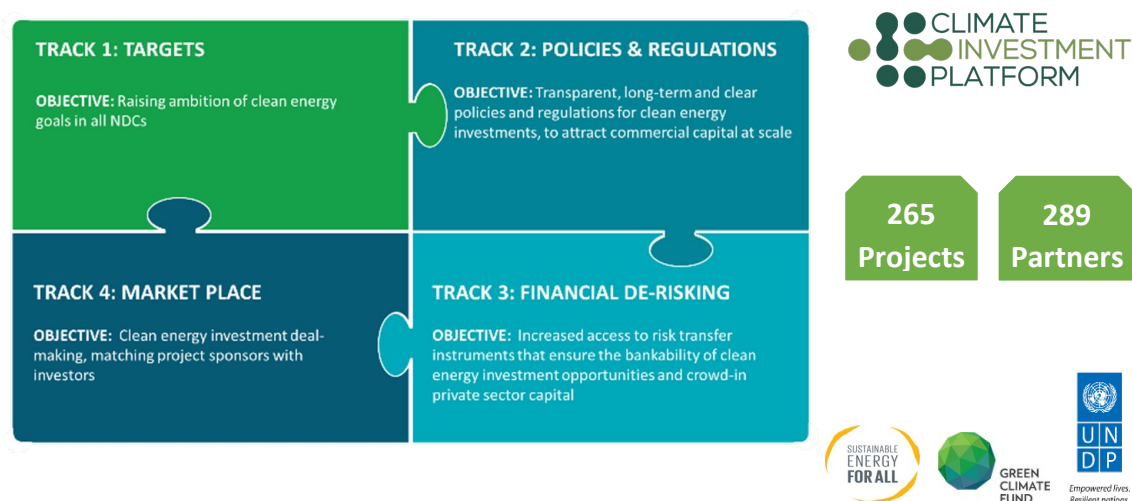 TRACK 1: TARGETS
OBJECTIVE: Raising ambition of clean energy
goals in all NDCs
TRACK 2: POLICIES & REGULATIONS
OBJECTIVE: Transparent, long-term and clear
policies and regulations for clean energy
investments, to attract commercial capital at scale
TRACK 4: MARKET PLACE
OBJECTIVE: Clean energy investment deal-
making, matching project sponsors with
investors
TRACK 3: FINANCIAL DE-RISKING
OBJECTIVE: Increased access to risk transfer
instruments that ensure the bankability of clean
energy investment opportunities and crowd-in
private sector capital
CLIMATE
INVESTMENT
PLATFORM
265
Projects
289
Partners
SUSTAINABLE
ENERGY
FOR ALL
GREEN
CLIMATE
FUND
U N
D P
Empowered lives.
Resilient nations.